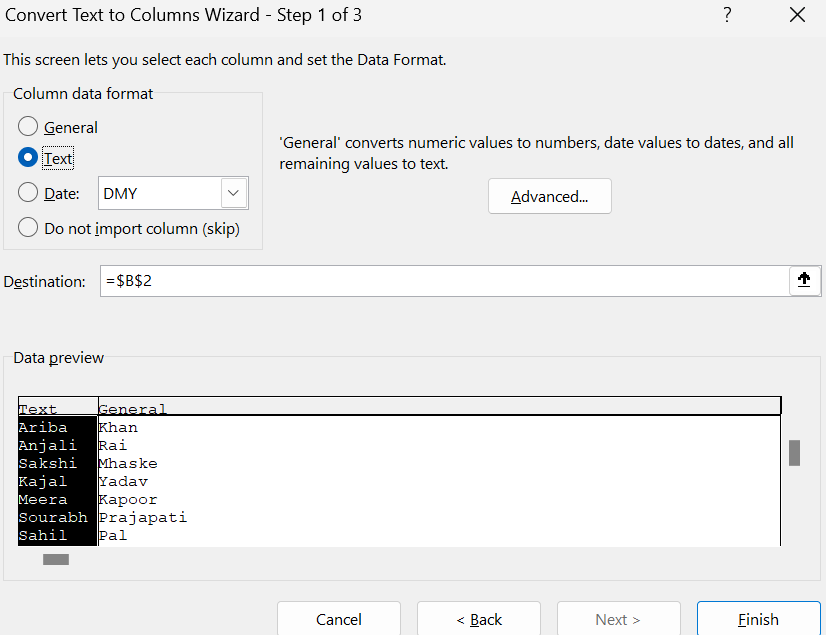 Convert Text to Columns Wizard - Step 1 of 3 ?
This screen lets you select each column and set the Data Format.
Column data format
General
Text
Date: DMY
Do not import column (skip)
'General' converts numeric values to numbers, date values to dates, and all
remaining values to text.
Advanced...
Destination: =$B$2
Data preview
Text General
Ariba Khan
Anjali Rai
Sakshi Mhaske
Kajal Yadav
Meera Kapoor
Sourabh Prajapati
Sahil Pal
Cancel < Back Next > Finish